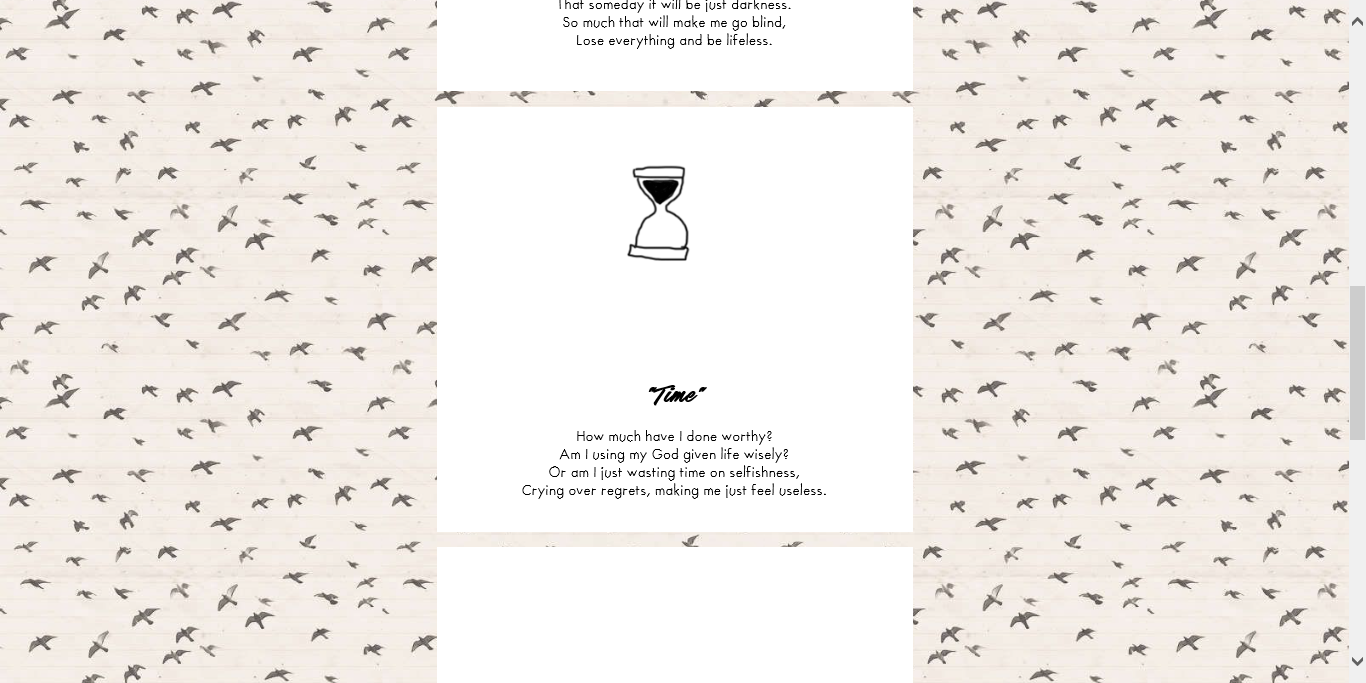 That someday it will be just darkness.
So much that will make me go blind,
Lose everything and be lifeless.
"Time"
How much have I done worthy?
Am I using my God given life wisely?
Or am I just wasting time on selfishness,
Crying over regrets, making me just feel useless.